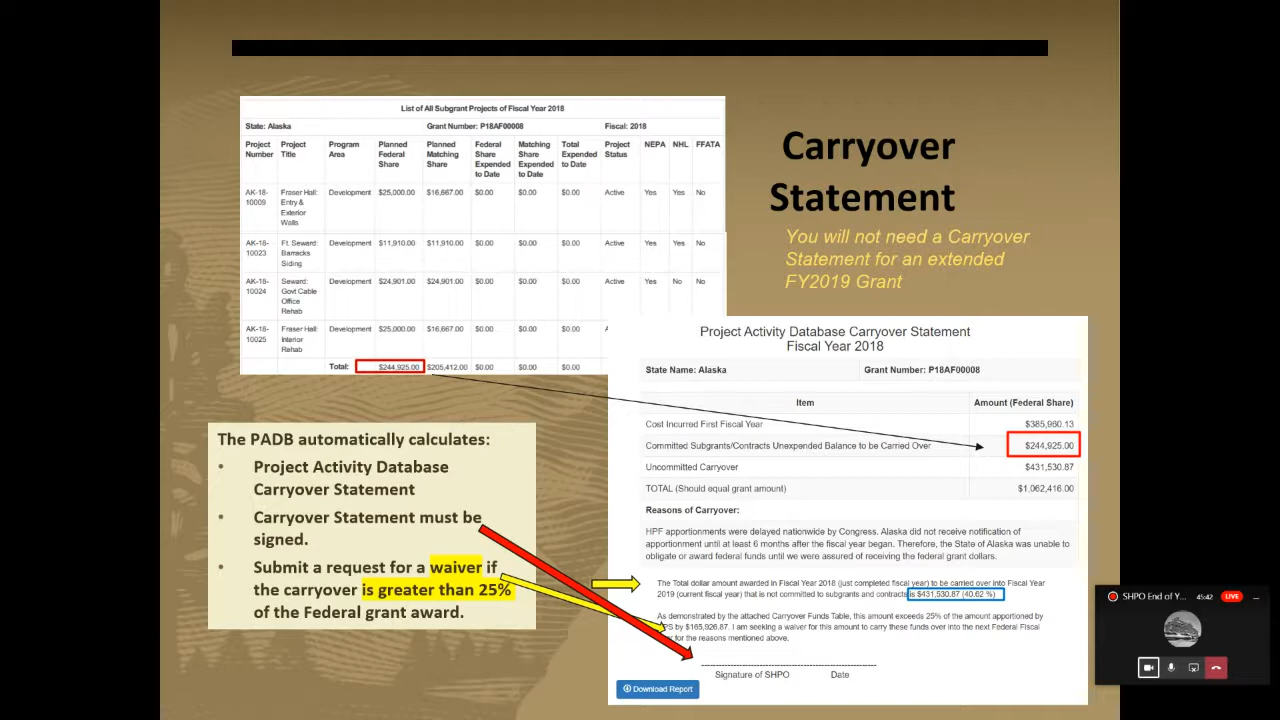 List of All Subgrant Projects of Fiscal Year 2018
State: Alaska Grant Number: P18AF00008 Fiscal: 2018
Project Number Project Title Program Area Planned Federal Share Planned Matching Share Federal Share Expended to Date Matching Share Expended to Date Total Expended to Date Project Status NEPA NHL FFATA
AK-18-10009 Fraser Hall: Entry & Exterior Walls Development $25,000.00 $16,667.00 $0.00 $0.00 $0.00 Active Yes Yes No
AK-18-10023 Ft. Seward: Barracks Siding Development $11,910.00 $11,910.00 $0.00 $0.00 $0.00 Active Yes Yes No
AK-18-10024 Seward: Govt Cable Office Rehab Development $24,901.00 $24,901.00 $0.00 $0.00 $0.00 Active Yes No No
AK-18-10025 Fraser Hall: Interior Rehab Development $25,000.00 $16,667.00 $0.00 $0.00 $0.00
Total: $244,925.00 $205,412.00 $0.00 $0.00 $0.00
Carryover
Statement
You will not need a Carryover
Statement for an extended
FY2019 Grant
Project Activity Database Carryover Statement
Fiscal Year 2018
State Name: Alaska Grant Number: P18AF00008
Item Amount (Federal Share)
Cost Incurred First Fiscal Year $385,960.13
Committed Subgrants/Contracts Unexpended Balance to be Carried Over $244,925.00
Uncommitted Carryover $431,530.87
TOTAL (Should equal grant amount) $1,062,416.00
Reasons of Carryover:
HPF apportionments were delayed nationwide by Congress. Alaska did not receive notification of
apportionment until at least 6 months after the fiscal year began. Therefore, the State of Alaska was unable to
obligate or award federal funds until we were assured of receiving the federal grant dollars.
The Total dollar amount awarded in Fiscal Year 2018 (just completed fiscal year) to be carried over into Fiscal Year
2019 (current fiscal year) that is not committed to subgrants and contracts is $431,530.87 (40.62 %)
As demonstrated by the attached Carryover Funds Table, this amount exceeds 25% of the amount apportioned by
by $165,926.87. I am seeking a waiver for this amount to carry these funds over into the next Federal Fiscal
for the reasons mentioned above.
Signature of SHPO Date
Download Report
The PADB automatically calculates:
• Project Activity Database
Carryover Statement
• Carryover Statement must be
signed.
• Submit a request for a waiver if
the carryover is greater than 25%
of the Federal grant award.
SHPO End of Y... 45:42 LIVE